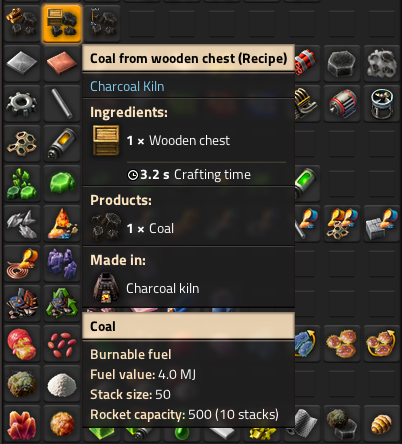 Coal from wooden chest (Recipe)
Charcoal Kiln
Ingredients:
1 × Wooden chest
3.2 s Crafting time
Products:
1 × Coal
Made in:
Charcoal kiln
Coal
Burnable fuel
Fuel value: 4.0 MJ
Stack size: 50
Rocket capacity: 500 (10 stacks)